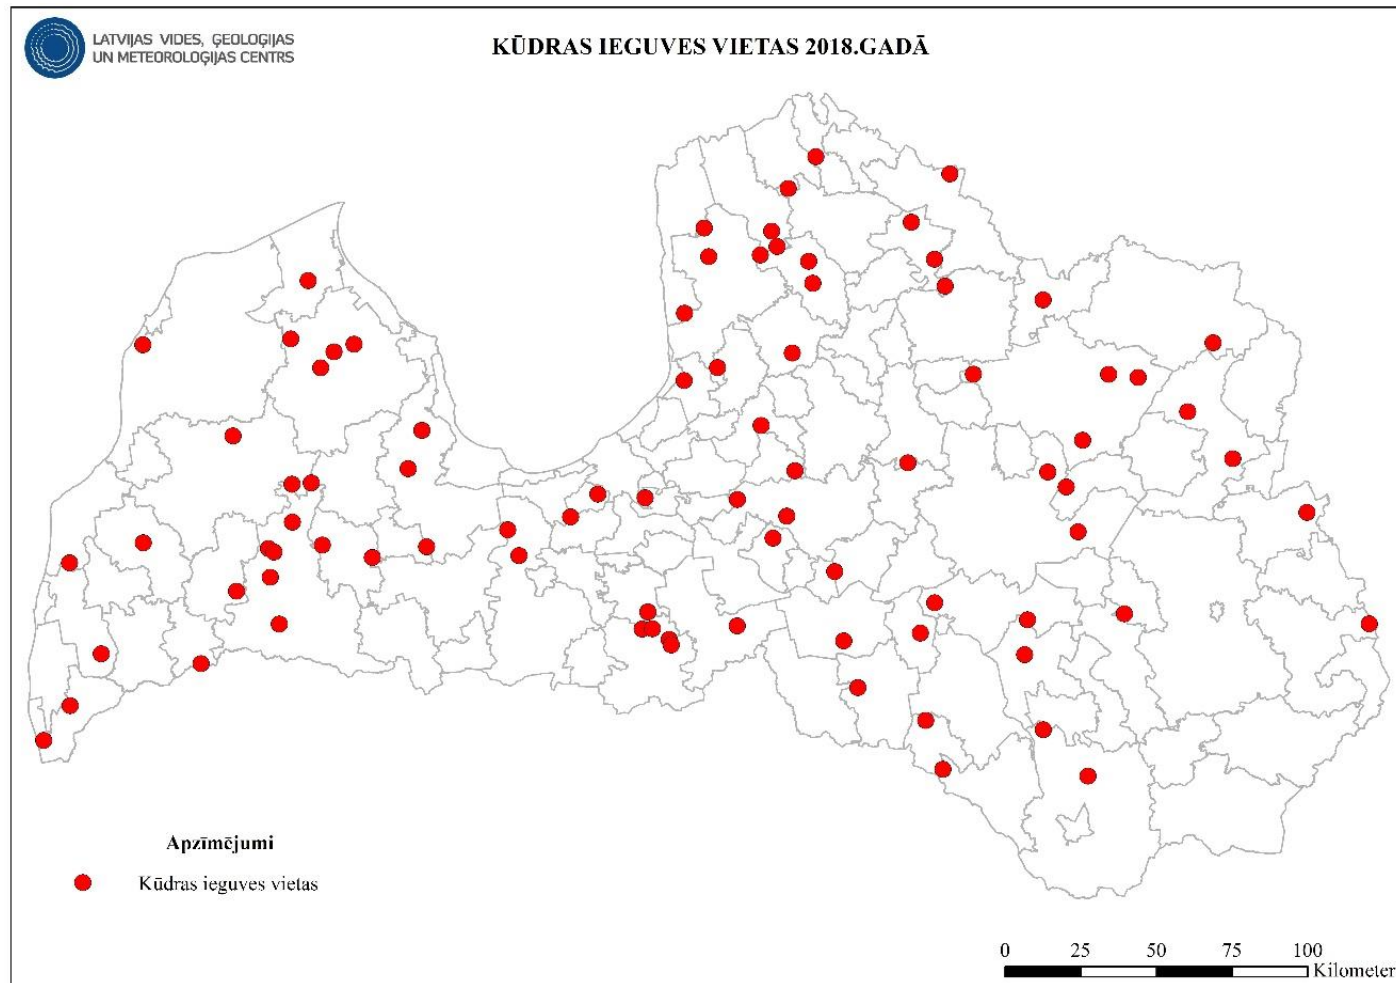 LATVIJAS VIDES, ĢEOLOĢIJAS
UN METEOROLOĢIJAS CENTRS
KŪDRAS IEGUVES VIETAS 2018.GADĀ
Apzīmējumi
Kūdras ieguves vietas
0 25 50 75 100
Kilometer